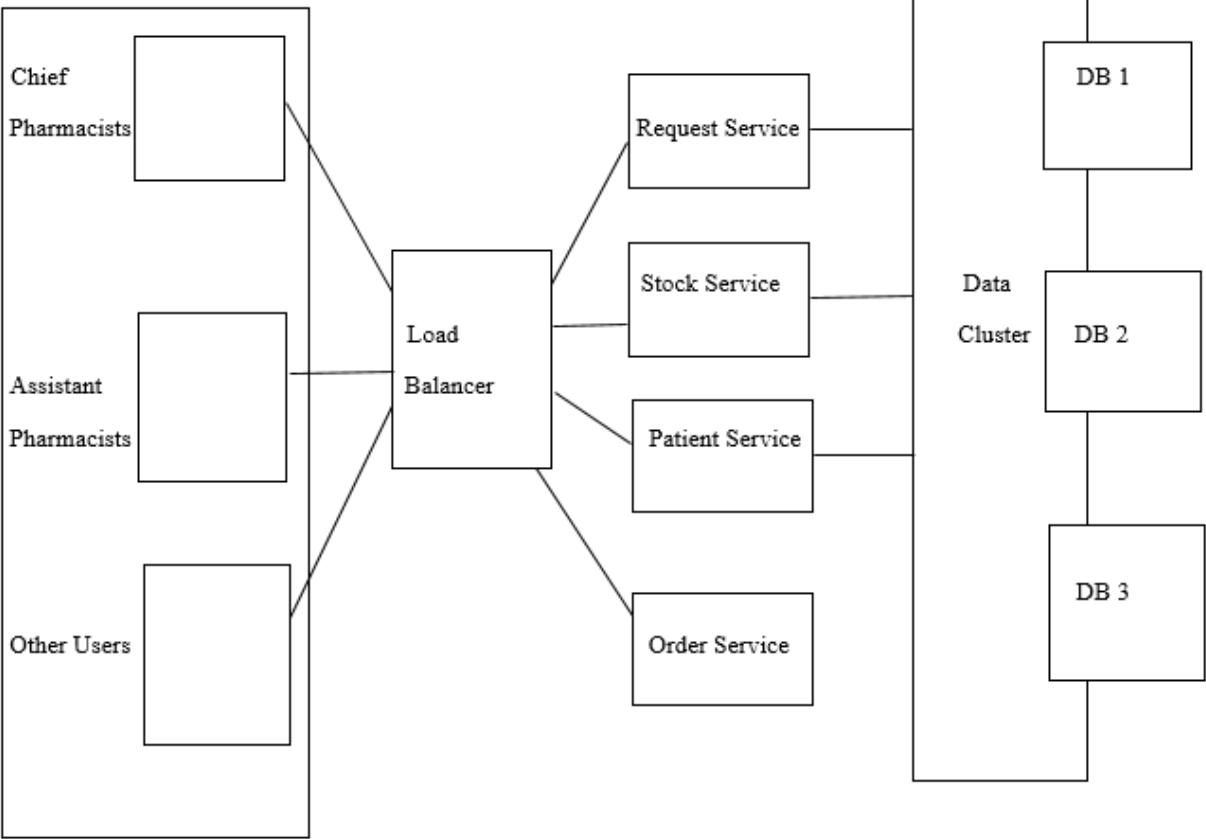 Chief
Pharmacists
Assistant
Pharmacists
Other Users
Load
Balancer
Request Service
Stock Service
Patient Service
Order Service
Data
Cluster
DB 1
DB 2
DB 3